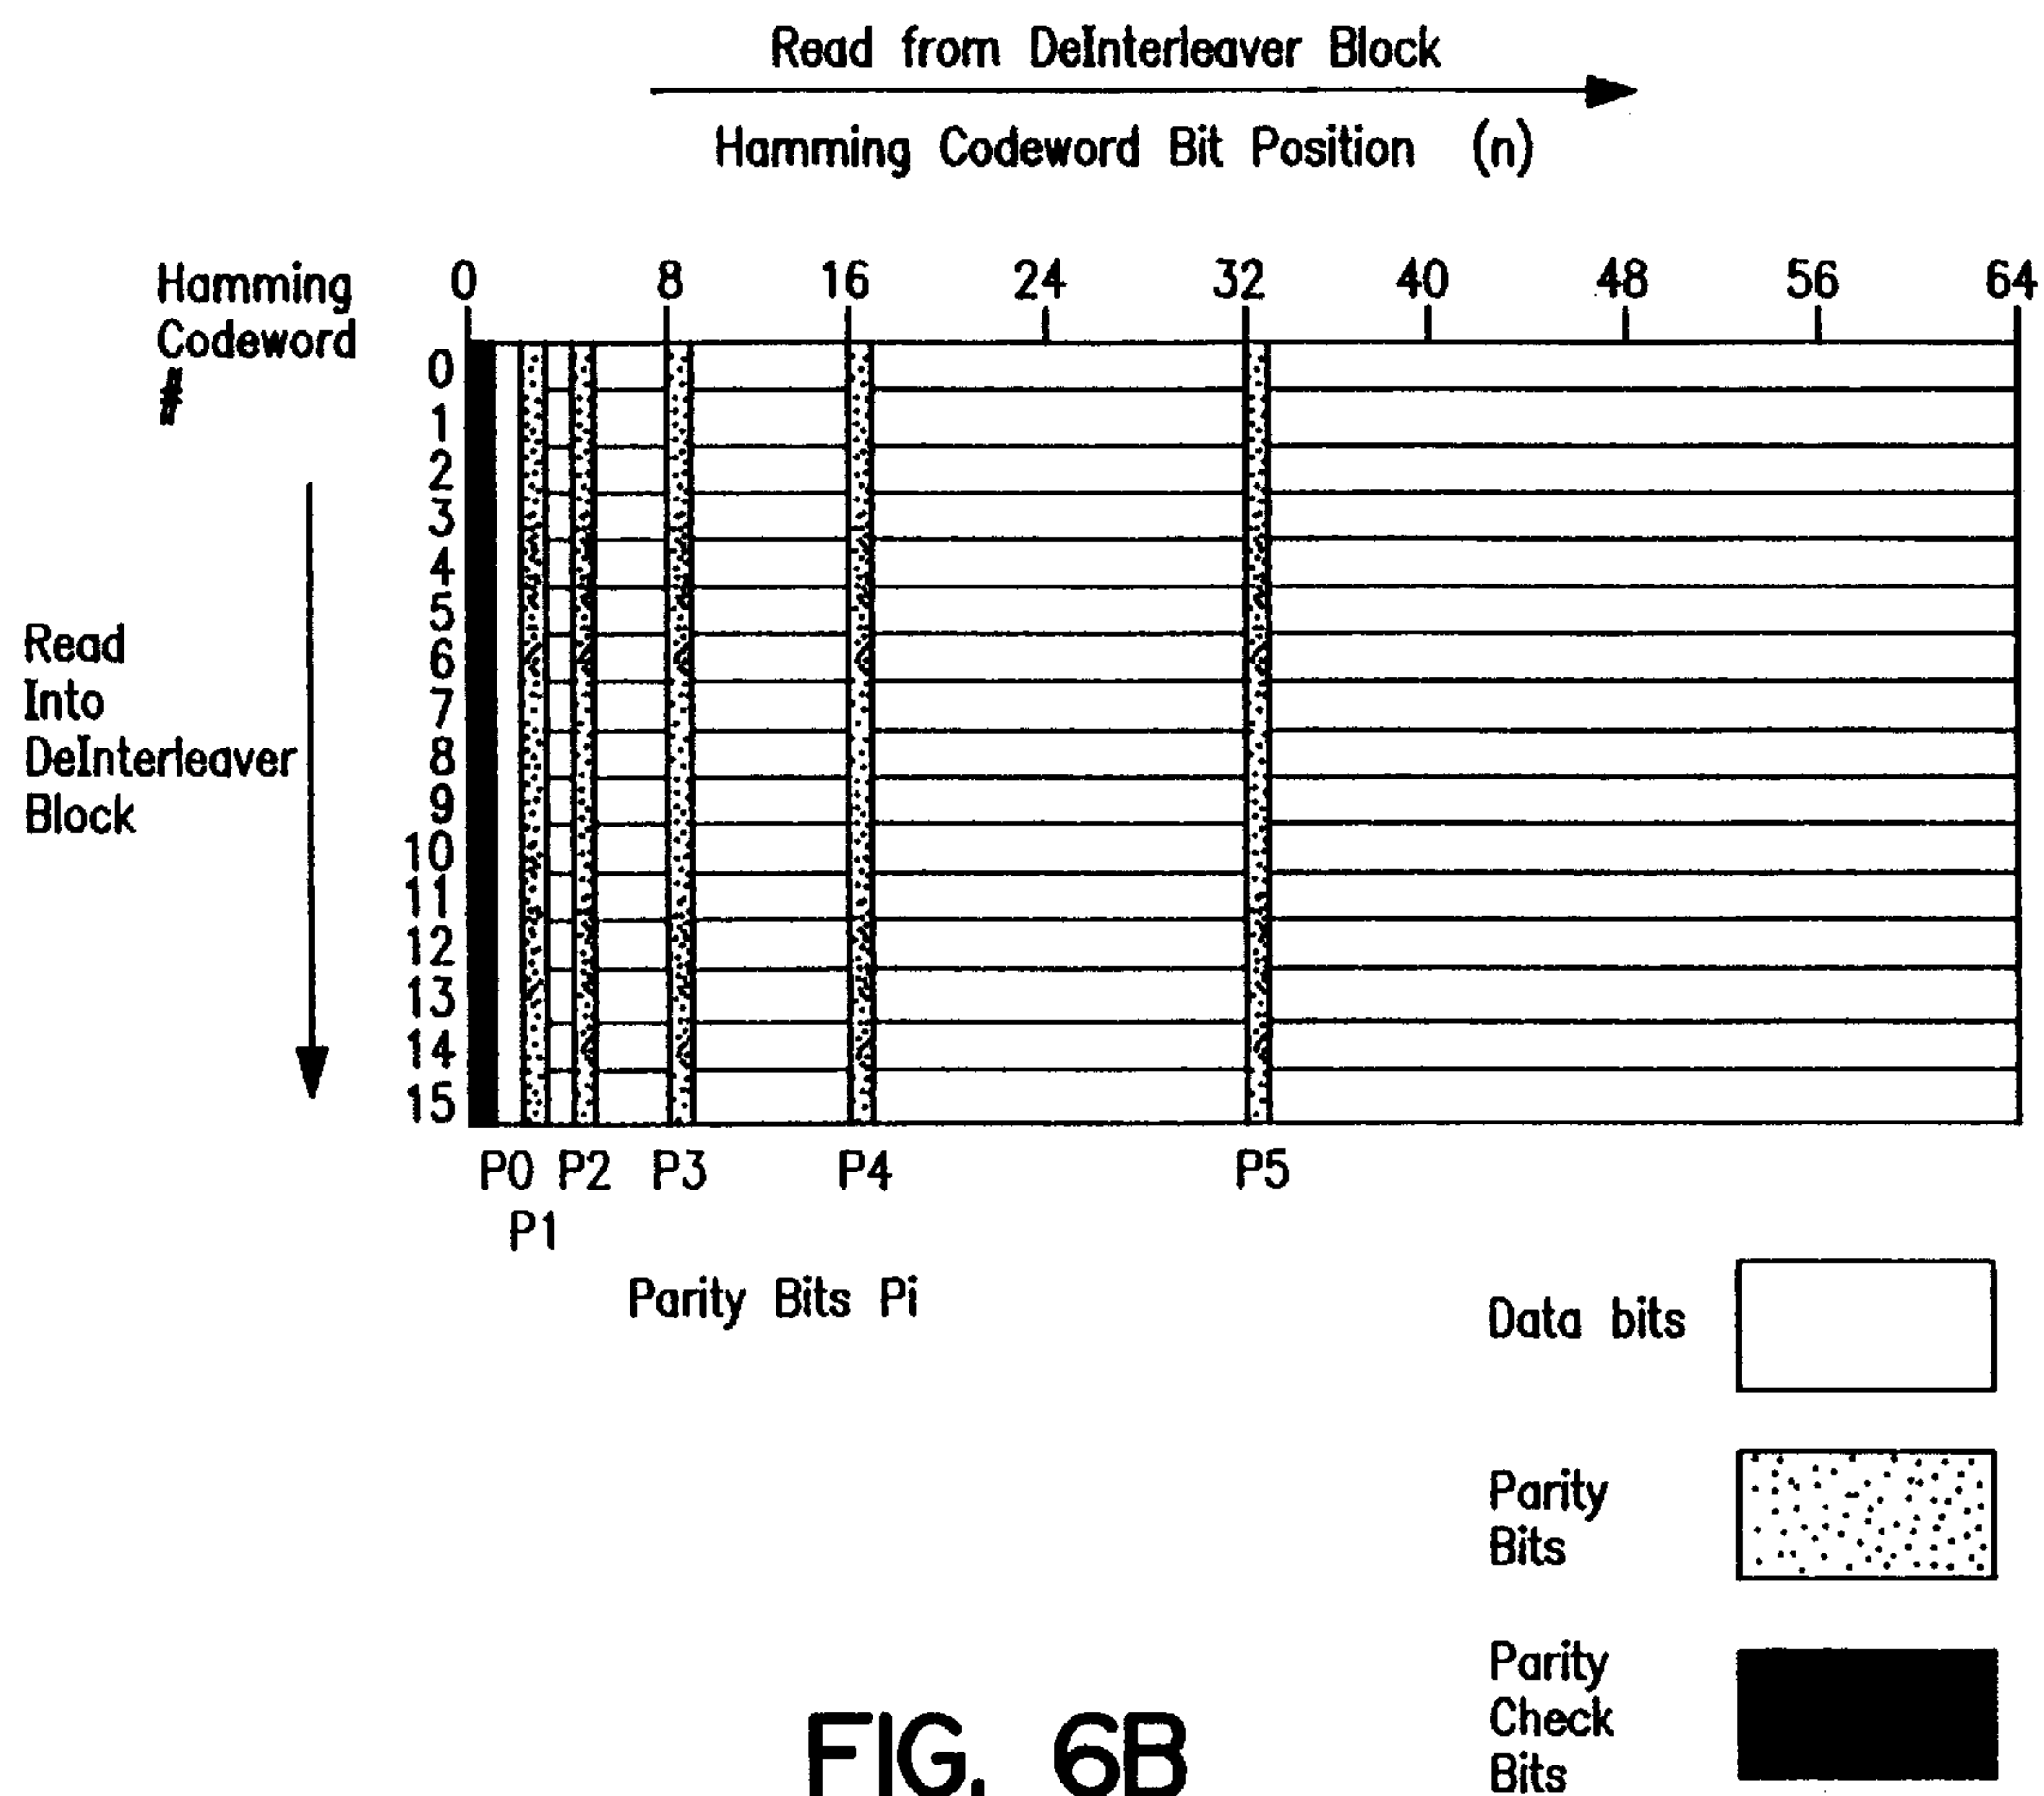 Read from DeInterleaver Block
Hamming Codeword Bit Position (n)
Hamming
Codeword
#
0 8 16 24 32 40 48 56 64
0
1
2
3
4
5
6
7
8
9
10
11
12
13
14
15
Read
Into
DeInterleaver
Block
P0 P2 P3 P4 P5
P1
Parity Bits Pi
Data bits
Parity
Bits
Parity
Check
Bits
FIG. 6B